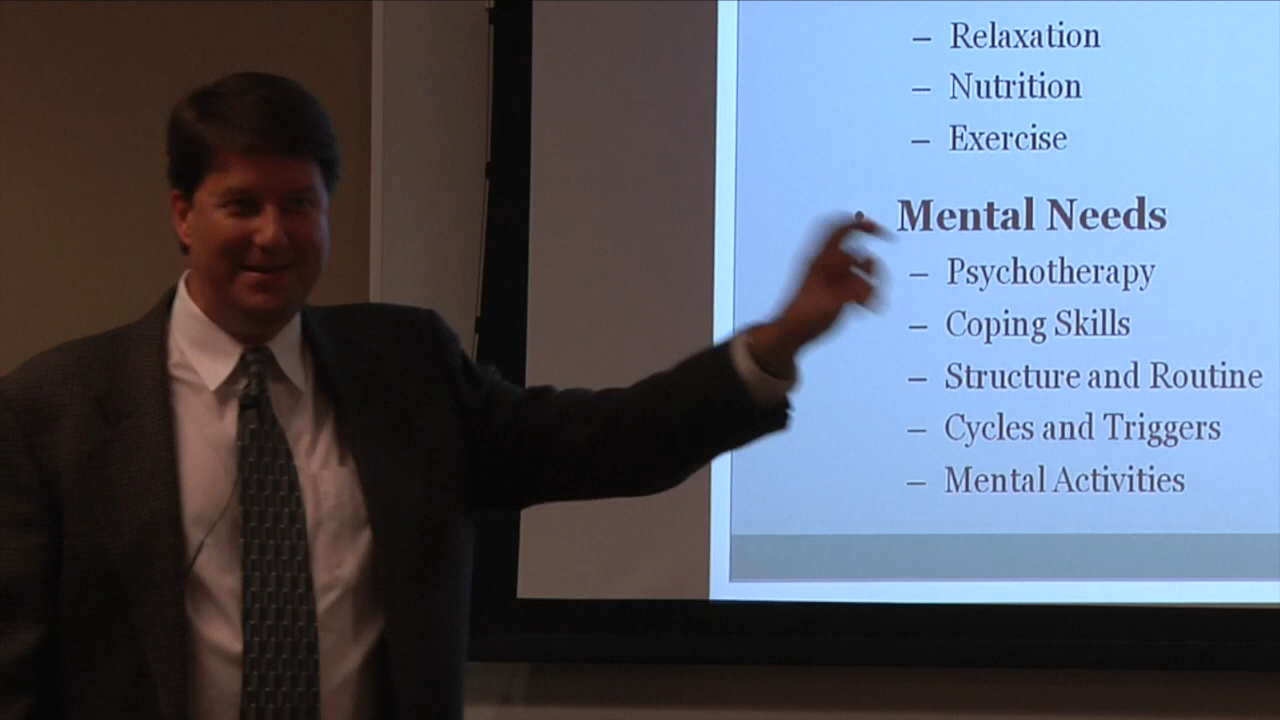 – Relaxation
– Nutrition
– Exercise
• Mental Needs
– Psychotherapy
– Coping Skills
– Structure and Routine
– Cycles and Triggers
– Mental Activities